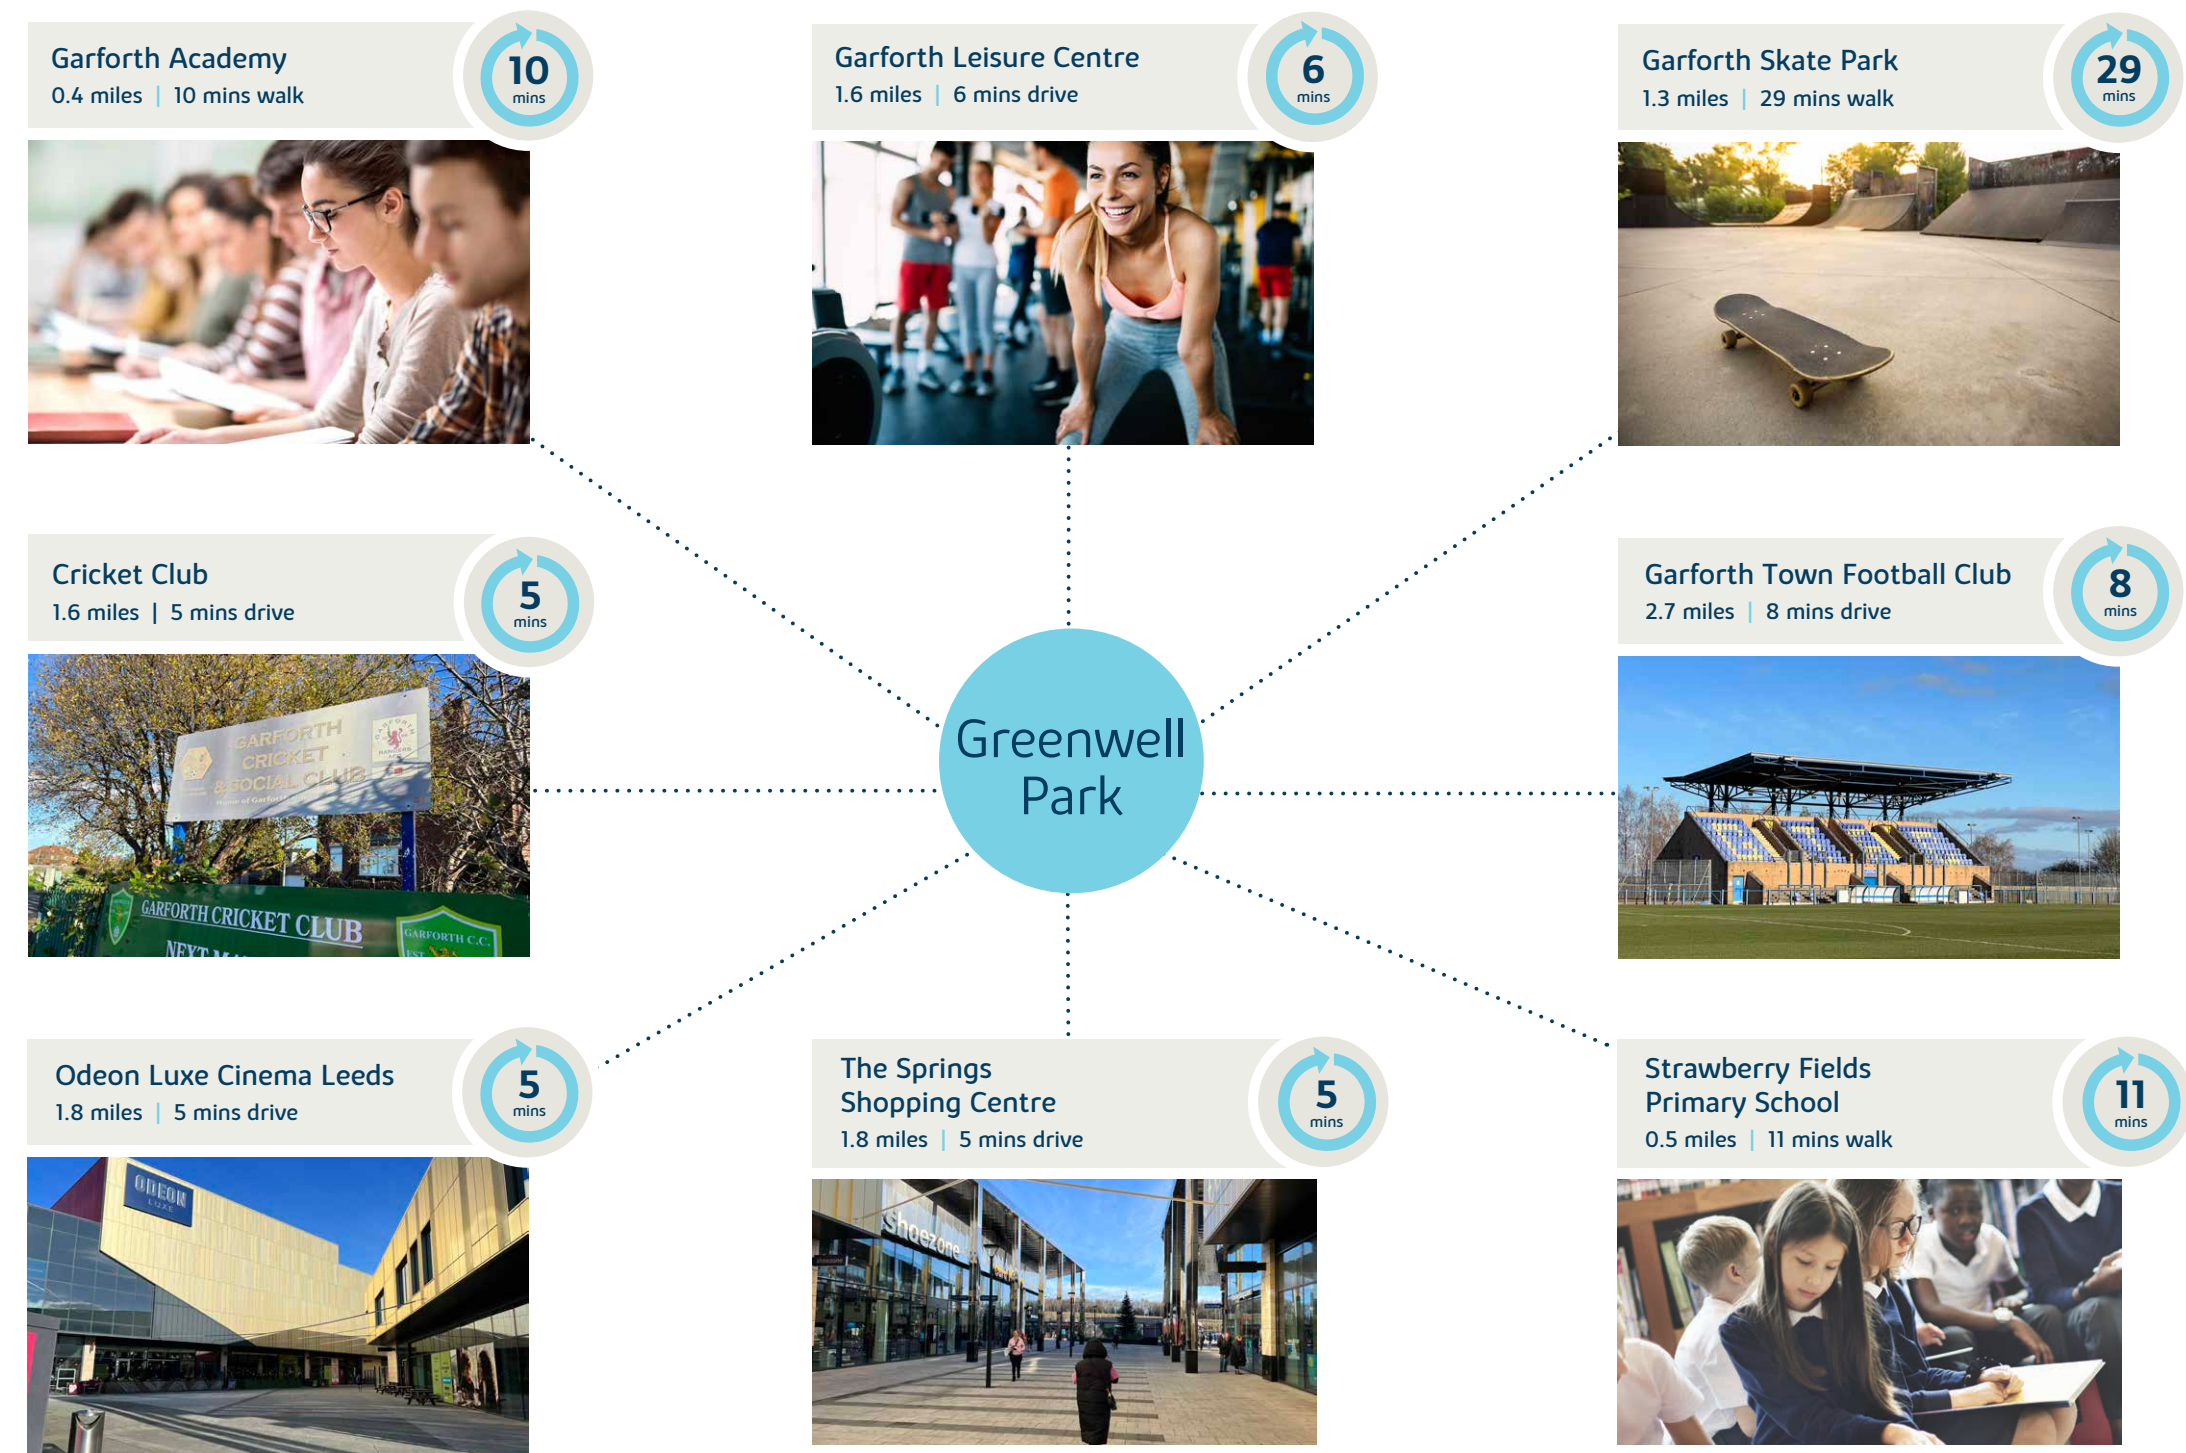 Garforth Academy
0.4 miles | 10 mins walk
10
mins
Garforth Leisure Centre
1.6 miles | 6 mins drive
6
mins
Garforth Skate Park
1.3 miles | 29 mins walk
29
mins
Cricket Club
1.6 miles | 5 mins drive
5
mins
GARFORTH
CRICKET
& SOCIAL CLUB
GARFORTH CRICKET CLUB
GARFORTH C.C.
EST
Greenwell
Park
Garforth Town Football Club
2.7 miles | 8 mins drive
8
mins
Odeon Luxe Cinema Leeds
1.8 miles | 5 mins drive
5
mins
ODEON
LUXE
The Springs
Shopping Centre
1.8 miles | 5 mins drive
5
mins
shoezone
Strawberry Fields
Primary School
0.5 miles | 11 mins walk
11
mins